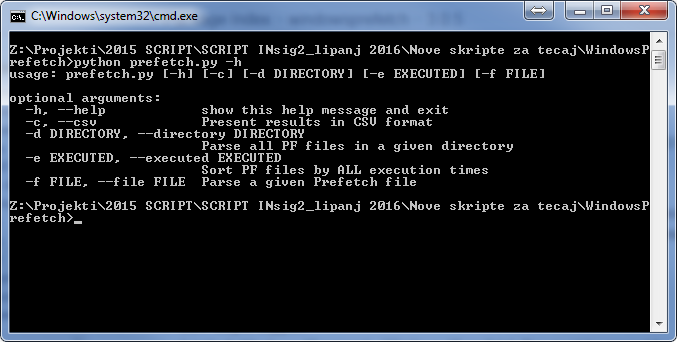 C:\Windows\system32\cmd.exe
Z:\Projekti\2015 SCRIPT\SCRIPT INsig2_lipanj 2016\Nove skripte za tecaj\WindowsP
refetch>python prefetch.py -h
usage: prefetch.py [-h] [-c] [-d DIRECTORY] [-e EXECUTED] [-f FILE]
optional arguments:
-h, --help show this help message and exit
-c, --csv Present results in CSV format
-d DIRECTORY, --directory DIRECTORY
Parse all PF files in a given directory
-e EXECUTED, --executed EXECUTED
Sort PF files by ALL execution times
-f FILE, --file FILE Parse a given Prefetch file
Z:\Projekti\2015 SCRIPT\SCRIPT INsig2_lipanj 2016\Nove skripte za tecaj\WindowsP
refetch>_